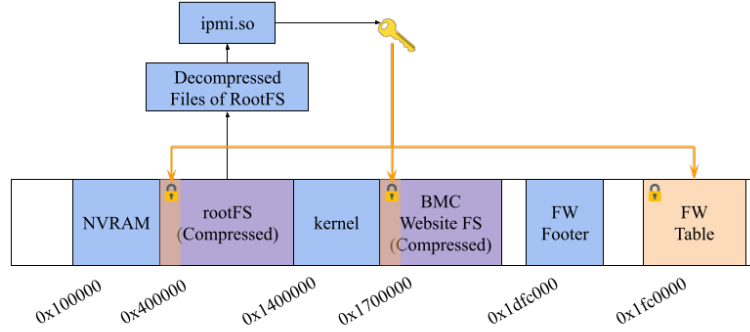 ipmi.so
Decompressed
Files of RootFS
NVRAM
rootFS
(Compressed)
kernel
BMC
Website FS
(Compressed)
FW
Footer
FW
Table
0x100000
0x400000
0x1400000
0x1700000
0x1dfc000
0x1fc0000